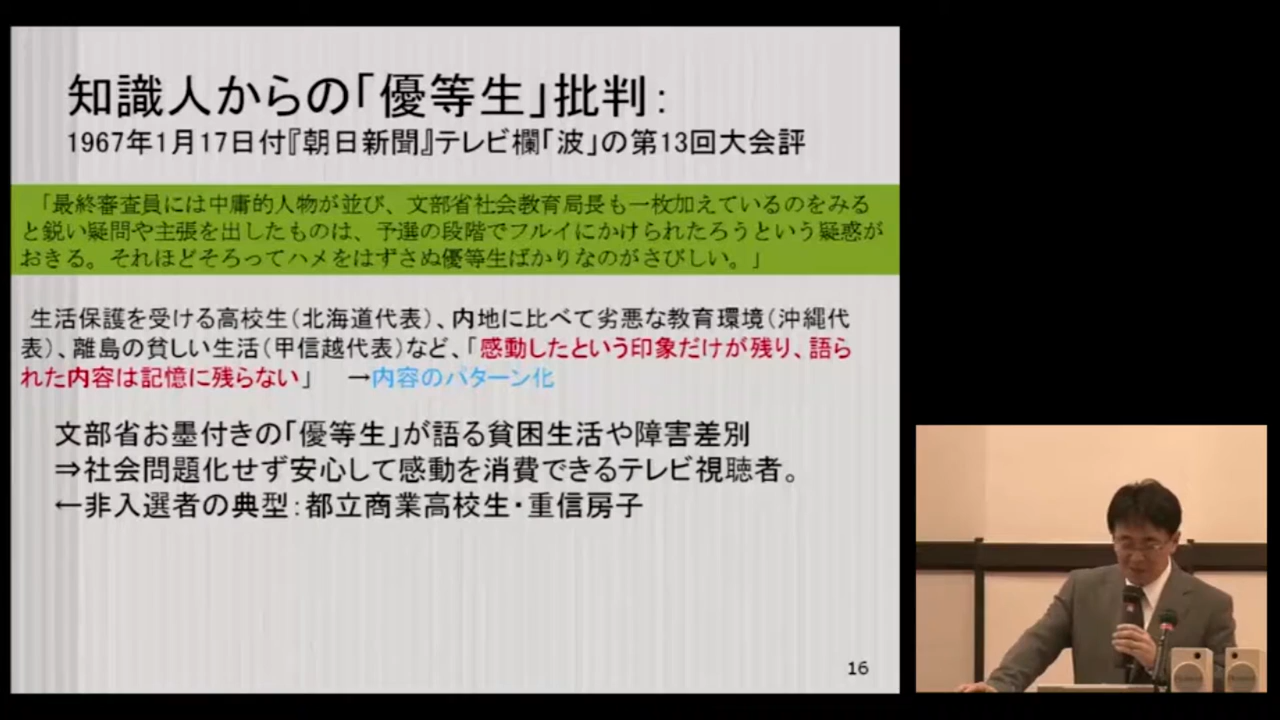 知識人からの「優等生」批判：
1967年1月17日付『朝日新聞』テレビ欄「波」の第13回大会評
「最終審査員には中庸的人物が並び、文部省社会教育局長も一枚加えているのをみる
と鋭い疑問や主張を出したものは、予選の段階でフルイにかけられたろうという疑惑が
おきる。それほどそろってハメをはずさぬ優等生ばかりなのがさびしい。」
生活保護を受ける高校生（北海道代表）、内地に比べて劣悪な教育環境（沖縄代
表）、離島の貧しい生活（甲信越代表）など、「感動したという印象だけが残り、語ら
れた内容は記憶に残らない」　→内容のパターン化
文部省お墨付きの「優等生」が語る貧困生活や障害差別
⇒社会問題化せず安心して感動を消費できるテレビ視聴者。
←非入選者の典型：都立商業高校生・重信房子
16